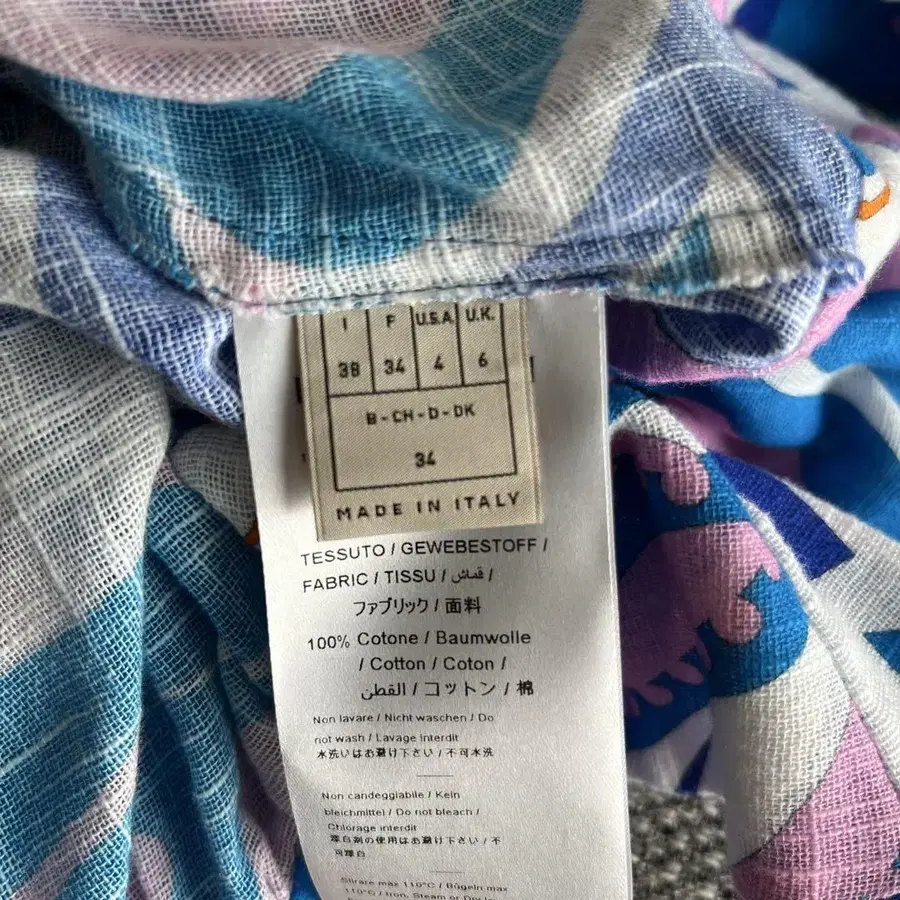 I F U.S.A. U.K.
38 34 4 6
B-CH-D-DK
34
MADE IN ITALY
TESSUTO / GEWEBESTOFF /
FABRIC / TISSU / قماش /
ファブリック / 面料
100% Cotone / Baumwolle
/ Cotton / Coton /
القطن / コットン / 棉
Non lavare / Nicht waschen / Do
not wash / Lavage interdit
水洗いはお避け下さい / 不可水洗
Non candeggiabile / Kein
bleichmittel / Do not bleach /
Chlorage interdit
漂白剤の使用はお避け下さい / 不
可漂白
Stirare max 110°C / Bügeln max
110°C / Iron, Steam or Dry